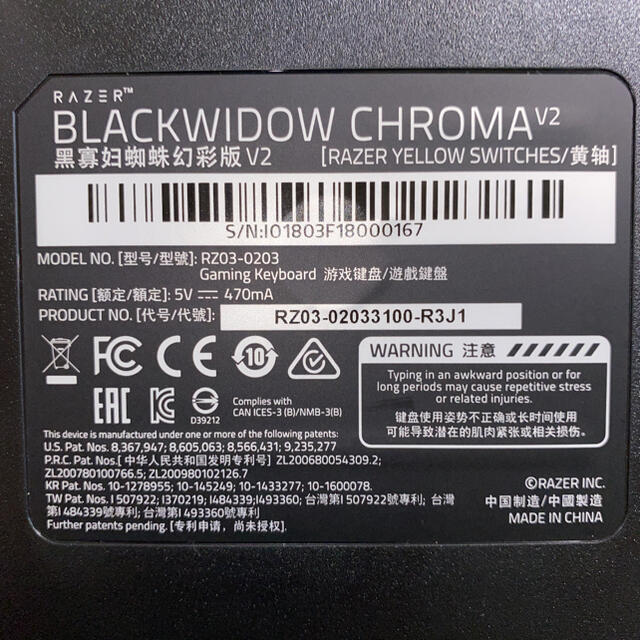 RAZER™
BLACKWIDOW CHROMA V2
黑寡妇蜘蛛幻彩版 V2 [RAZER YELLOW SWITCHES/黄轴]
S/N:IO1803F18000167
MODEL NO. [型号/型號]: RZ03-0203
Gaming Keyboard 游戏键盘/遊戲鍵盤
RATING [额定/額定]: 5V ⎓ 470mA
PRODUCT NO. [代号/代號]: RZ03-02033100-R3J1
FC CE 10
EAC
D39212
Complies with
CAN ICES-3 (B)/NMB-3(B)
WARNING 注意
Typing in an awkward position or for
long periods may cause repetitive stress
or related injuries.
键盘使用姿势不正确或长时间使用
可能导致潜在的肌肉紧张或相关损伤。
This device is manufactured under one or more of the following patents:
U.S. Pat. Nos. 8,367,947; 8,605,063; 8,566,431; 9,235,277
P.R.C. Pat. Nos. [中华人民共和国发明专利号] ZL200680054309.2;
ZL200780100766.5; ZL200980102126.7
KR Pat. Nos. 10-1278955; 10-145249; 10-1433277; 10-1600078.
TW Pat. Nos. I 507922; I370219; I484339;I493360; 台灣第I 507922號專利; 台灣
第I 484339號專利; 台灣第I 493360號專利
Further patents pending. [专利申请，尚未授权].
©RAZER INC.
中国制造/中國製造
MADE IN CHINA